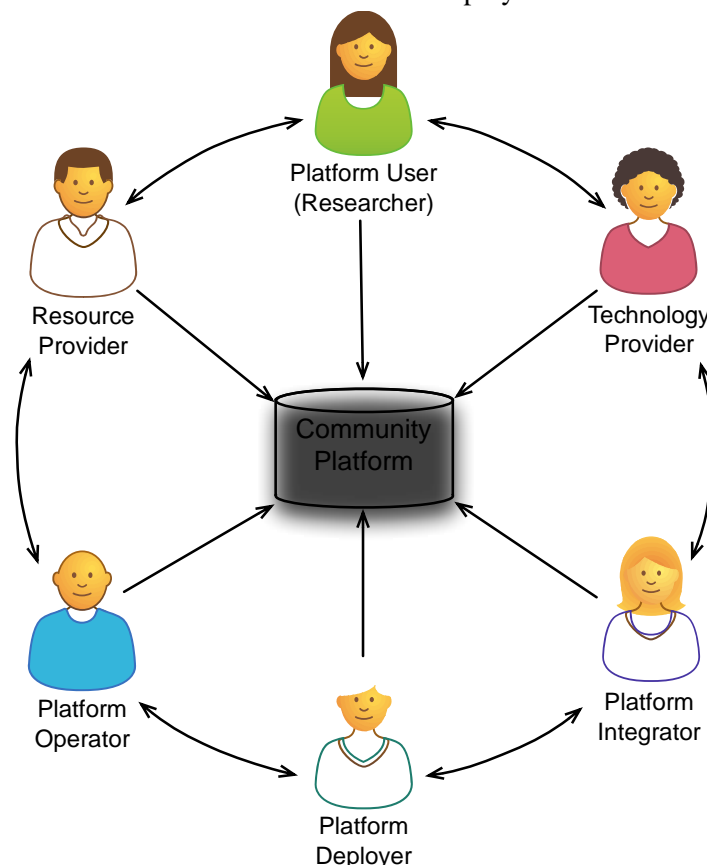 Platform User
(Researcher)
Resource
Provider
Technology
Provider
Community
Platform
Platform
Operator
Platform
Integrator
Platform
Deployer